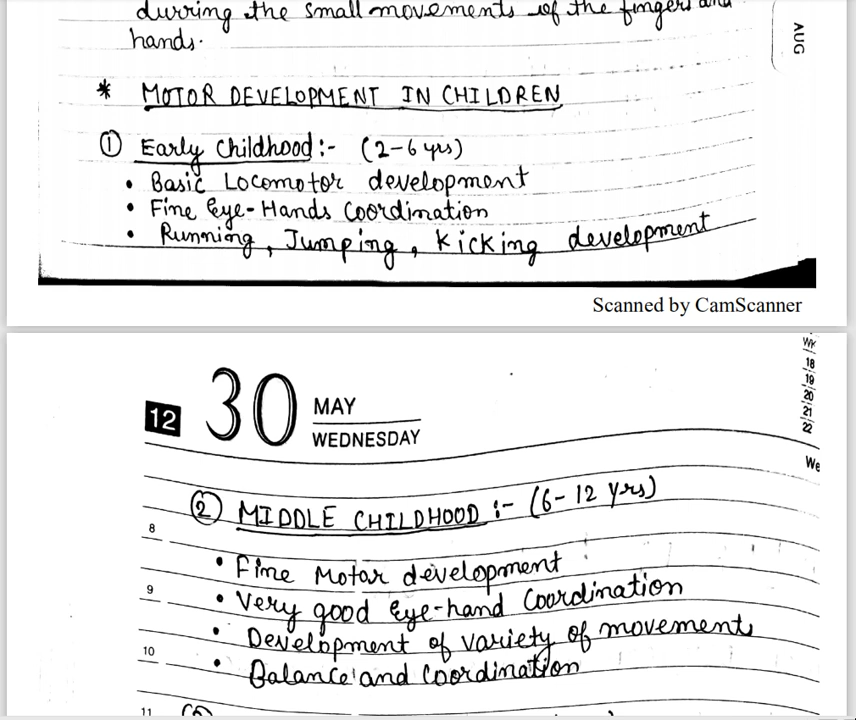 durring the small movements of the fingers and
hands.
AUG
* MOTOR DEVELOPMENT IN CHILDREN
① Early Childhood :- (2-6 yrs)
• Basic Locomotor development
• Fine Eye-Hands Coordination
• Running, Jumping, Kicking development
Scanned by CamScanner
WK
18
19
20
21
22
We
12 30 MAY
WEDNESDAY
② MIDDLE CHILDHOOD :- (6-12 yrs)
8
• Fine Motor development
9
• Very good Eye-hand Coordination
• Development of variety of movements
10
• Balance and Coordination
11